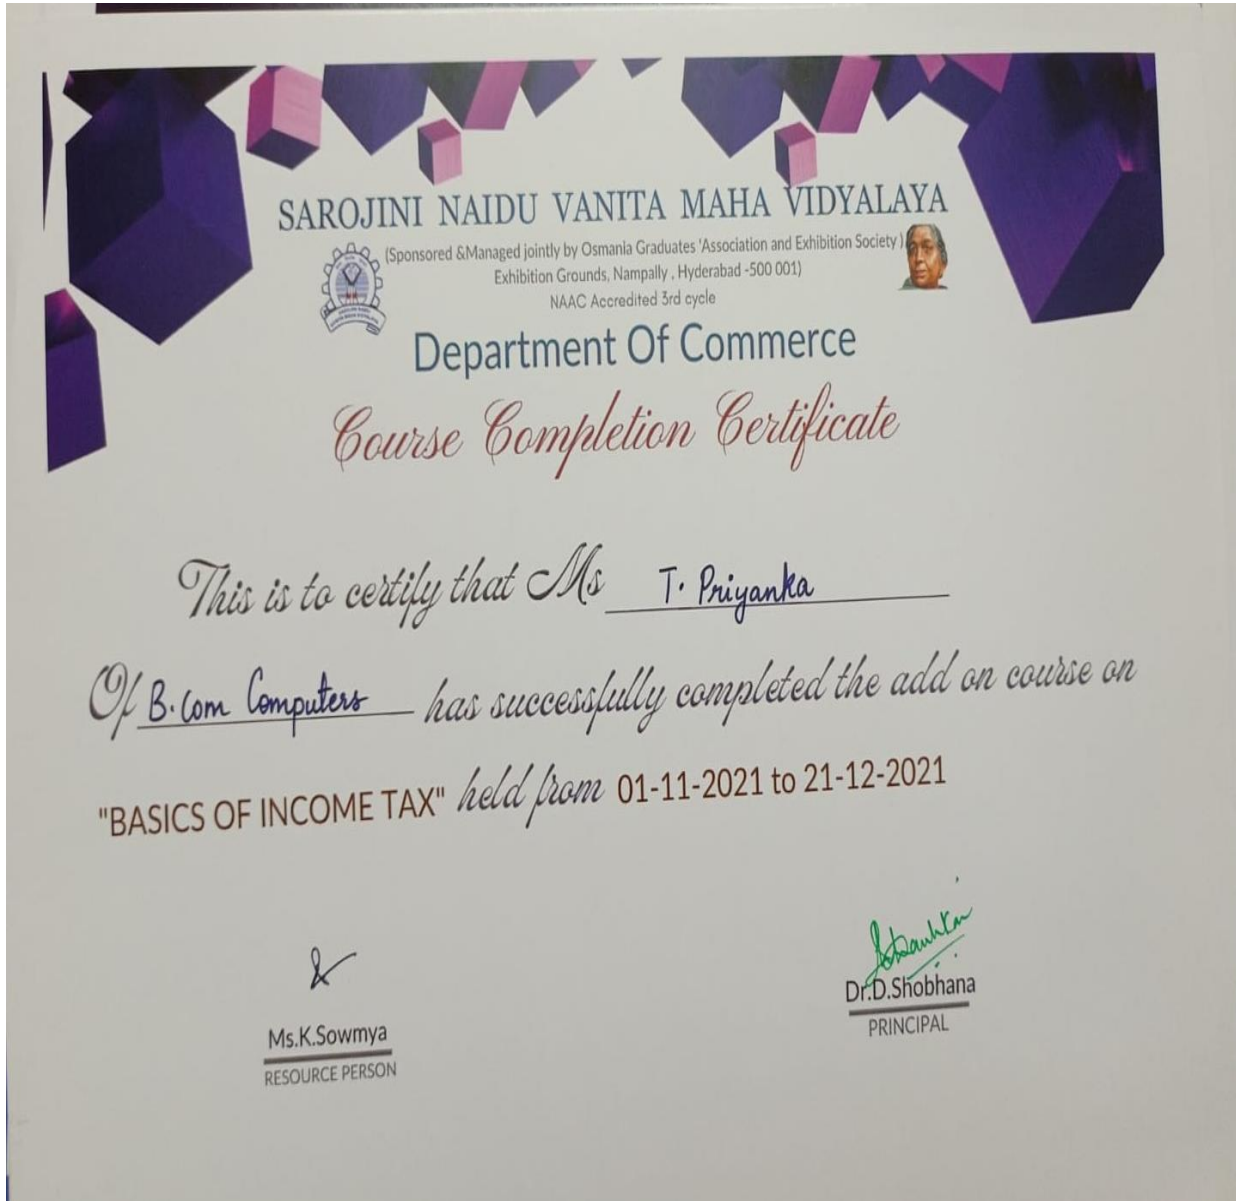 SAROJINI NAIDU VANITA MAHA VIDYALAYA
(Sponsored &Managed jointly by Osmania Graduates 'Association and Exhibition Society )
Exhibition Grounds, Nampally , Hyderabad -500 001)
NAAC Accredited 3rd cycle
Department Of Commerce
Course Completion Certificate
This is to certify that Ms T. Priyanka
Of B.Com Computers has successfully completed the add on course on
"BASICS OF INCOME TAX" held from 01-11-2021 to 21-12-2021
Dr.D.Shobhana
PRINCIPAL
Ms.K.Sowmya
RESOURCE PERSON